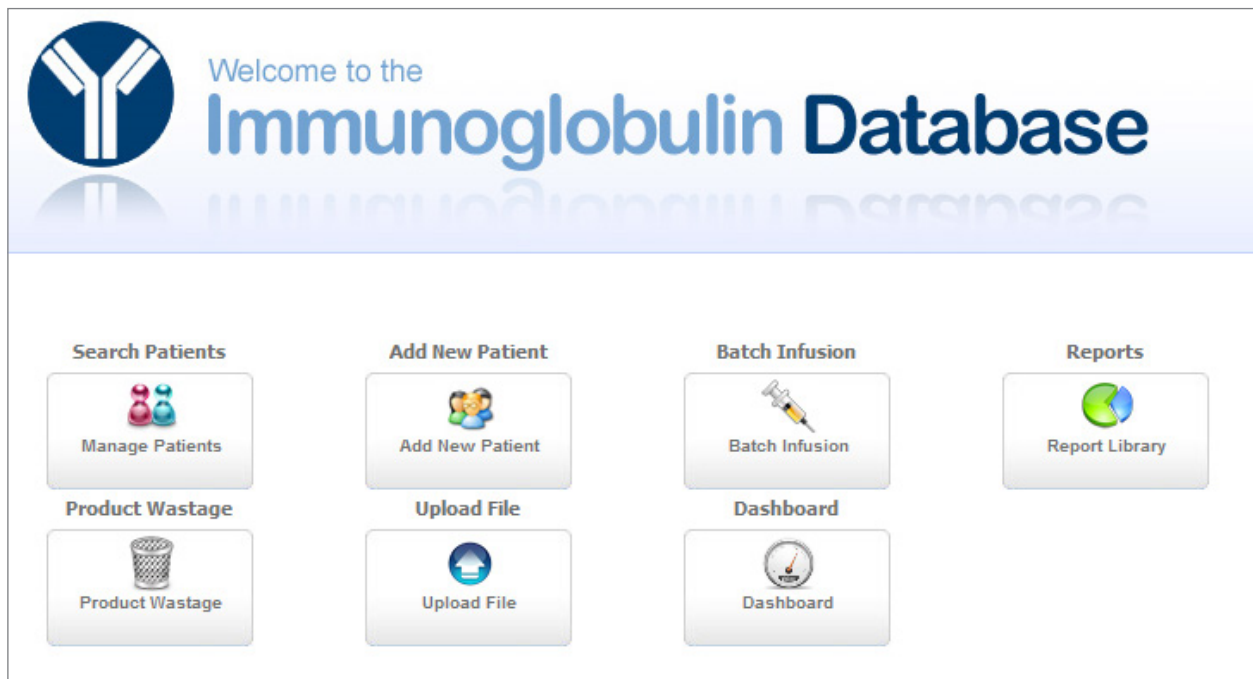 Welcome to the
Immunoglobulin Database
Search Patients
Add New Patient
Batch Infusion
Reports
Manage Patients
Add New Patient
Batch Infusion
Report Library
Product Wastage
Upload File
Dashboard
Product Wastage
Upload File
Dashboard